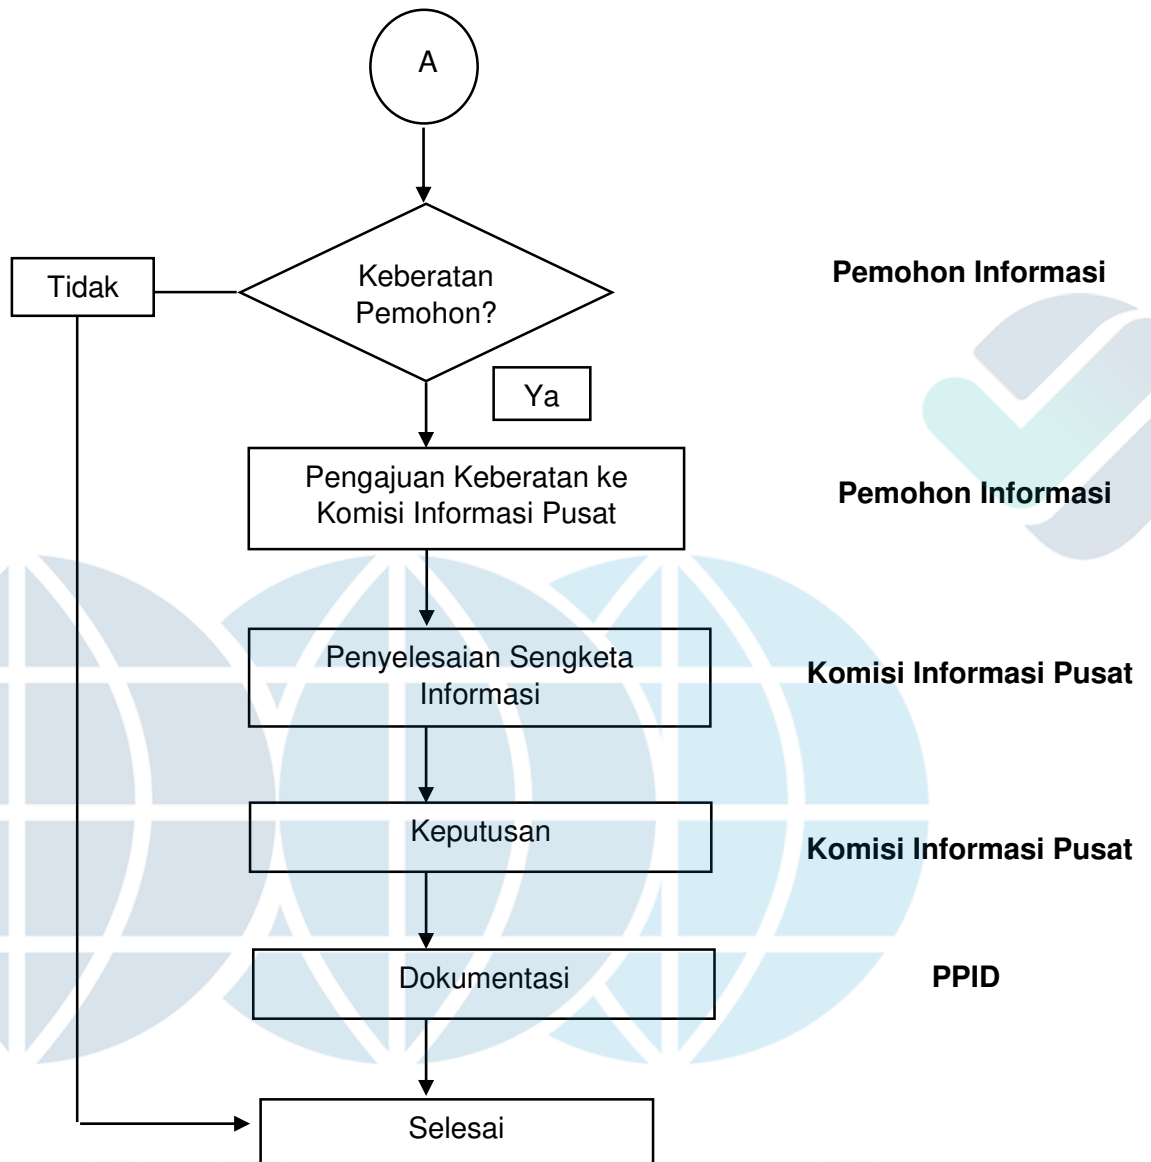 A
Keberatan
Pemohon?
Pemohon Informasi
Tidak
Ya
Pengajuan Keberatan ke
Komisi Informasi Pusat
Pemohon Informasi
Penyelesaian Sengketa
Informasi
Komisi Informasi Pusat
Keputusan
Komisi Informasi Pusat
Dokumentasi
PPID
Selesai